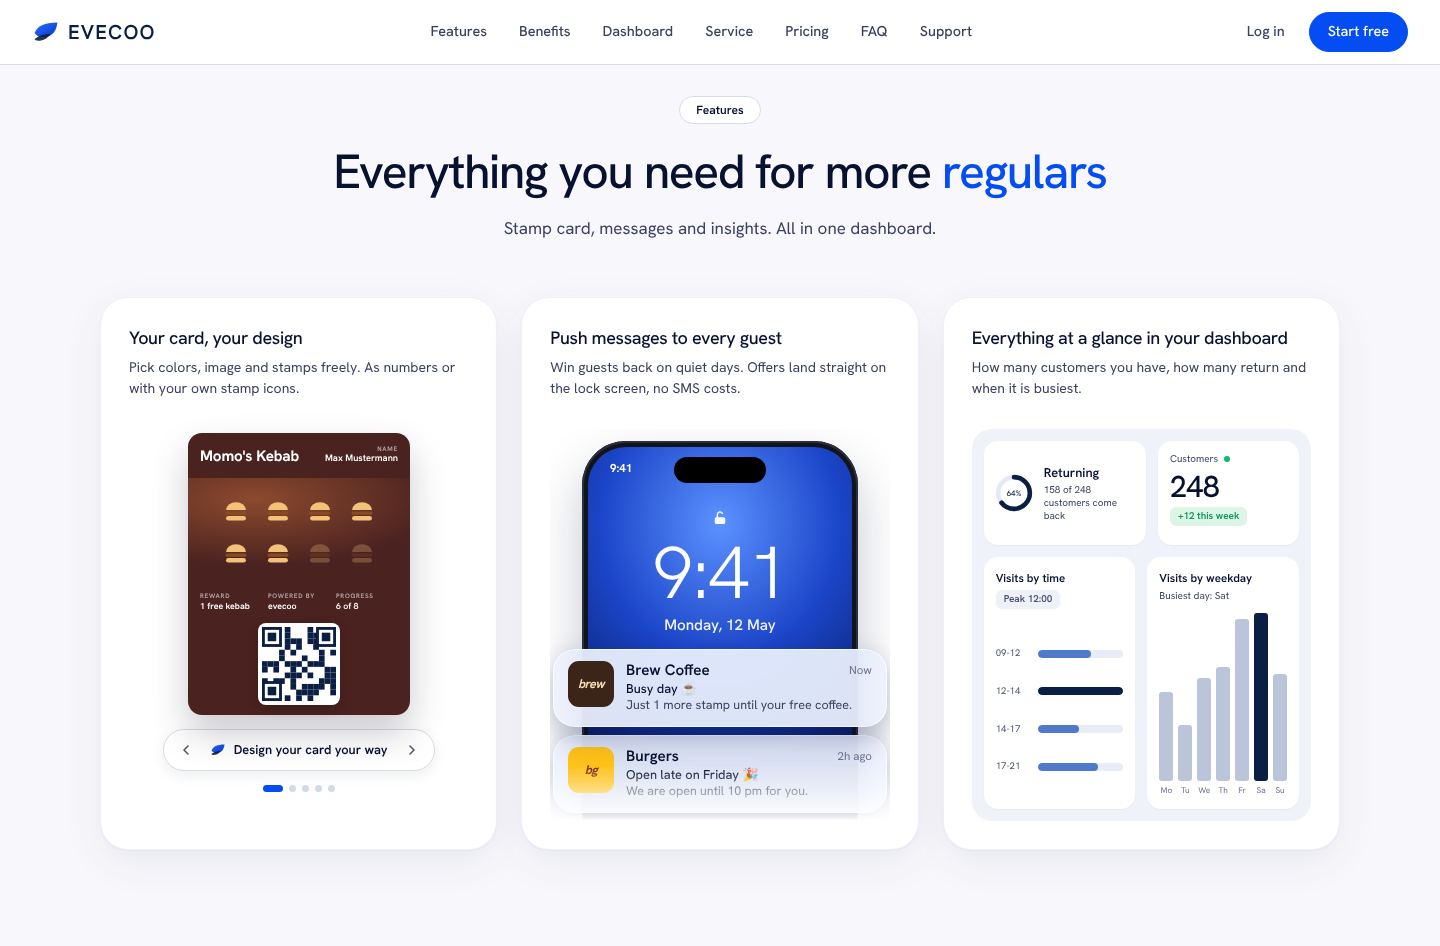 EVECOO
Features
Benefits
Dashboard
Service
Pricing
FAQ
Support
Log in
Start free
Features
Everything you need for more regulars
Stamp card, messages and insights. All in one dashboard.
Your card, your design
Pick colors, image and stamps freely. As numbers or
with your own stamp icons.
Momo's Kebab
NAME
Max Mustermann
REWARD
1 free kebab
POWERED BY
evecoo
PROGRESS
6 of 8
Design your card your way
Push messages to every guest
Win guests back on quiet days. Offers land straight on
the lock screen, no SMS costs.
9:41
9:41
Monday, 12 May
brew
Brew Coffee
Now
Busy day ☕
Just 1 more stamp until your free coffee.
bg
Burgers
2h ago
Open late on Friday 🎉
We are open until 10 pm for you.
Everything at a glance in your dashboard
How many customers you have, how many return and
when it is busiest.
64%
Returning
158 of 248
customers come
back
Customers
248
+12 this week
Visits by time
Peak 12:00
09-12
12-14
14-17
17-21
Visits by weekday
Busiest day: Sat
Mo Tu We Th Fr Sa Su